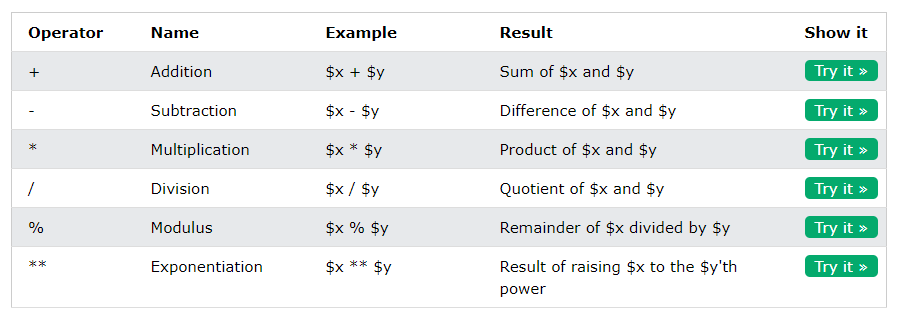 Operator Name Example Result Show it
+ Addition $x + $y Sum of $x and $y Try it »
- Subtraction $x - $y Difference of $x and $y Try it »
* Multiplication $x * $y Product of $x and $y Try it »
/ Division $x / $y Quotient of $x and $y Try it »
% Modulus $x % $y Remainder of $x divided by $y Try it »
** Exponentiation $x ** $y Result of raising $x to the $y'th Try it »
power